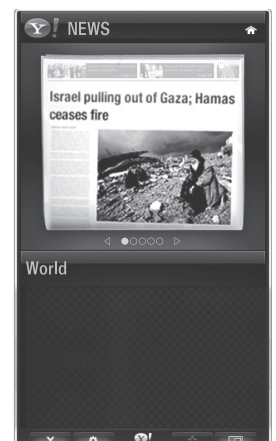 Y! NEWS
Israel pulling out of Gaza; Hamas
ceases fire
World
Y!